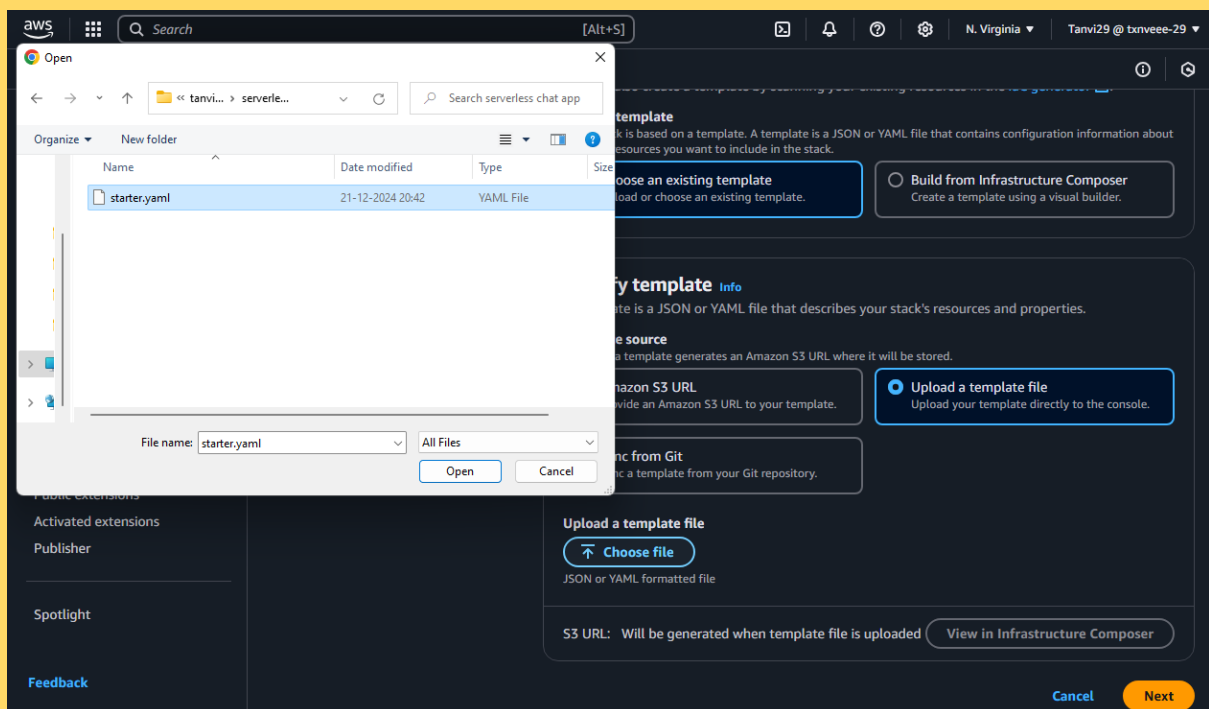 aws
Search
[Alt+S]
N. Virginia
Tanvi29 @ txnveee-29
Open
« tanvi... › serverle...
Search serverless chat app
Organize
New folder
Name
Date modified
Type
Size
starter.yaml
21-12-2024 20:42
YAML File
File name:
starter.yaml
All Files
Open
Cancel
template
is based on a template. A template is a JSON or YAML file that contains configuration information about
resources you want to include in the stack.
oose an existing template
load or choose an existing template.
Build from Infrastructure Composer
Create a template using a visual builder.
fy template Info
te is a JSON or YAML file that describes your stack's resources and properties.
e source
a template generates an Amazon S3 URL where it will be stored.
nazon S3 URL
vide an Amazon S3 URL to your template.
Upload a template file
Upload your template directly to the console.
nc from Git
nc a template from your Git repository.
Public extensions
Activated extensions
Publisher
Spotlight
Feedback
Upload a template file
Choose file
JSON or YAML formatted file
S3 URL: Will be generated when template file is uploaded
View in Infrastructure Composer
Cancel
Next